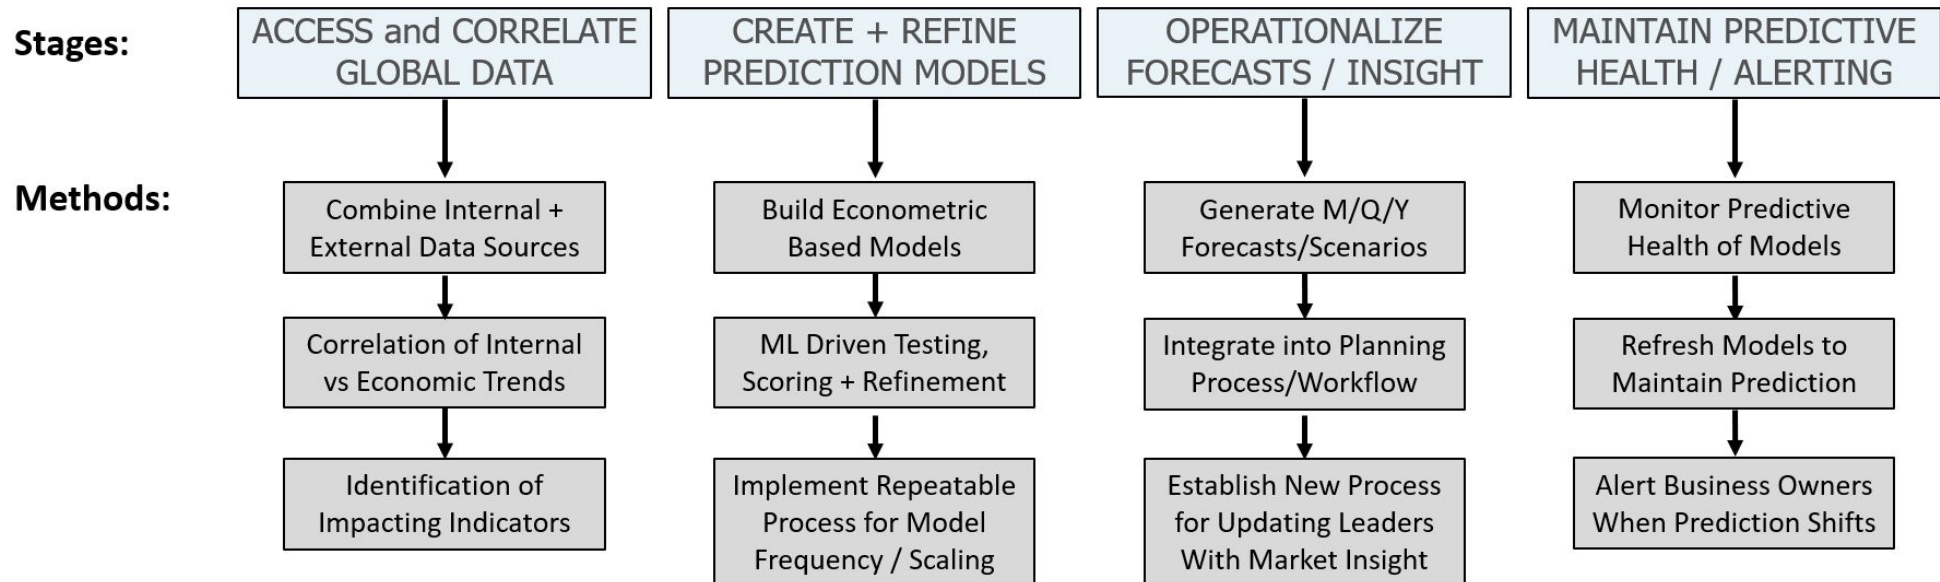 Stages:
ACCESS and CORRELATE
GLOBAL DATA
CREATE + REFINE
PREDICTION MODELS
OPERATIONALIZE
FORECASTS / INSIGHT
MAINTAIN PREDICTIVE
HEALTH / ALERTING
Methods:
Combine Internal +
External Data Sources
Correlation of Internal
vs Economic Trends
Identification of
Impacting Indicators
Build Econometric
Based Models
ML Driven Testing,
Scoring + Refinement
Implement Repeatable
Process for Model
Frequency / Scaling
Generate M/Q/Y
Forecasts/Scenarios
Integrate into Planning
Process/Workflow
Establish New Process
for Updating Leaders
With Market Insight
Monitor Predictive
Health of Models
Refresh Models to
Maintain Prediction
Alert Business Owners
When Prediction Shifts